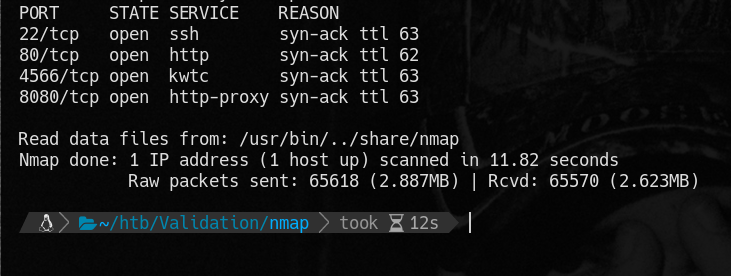 PORT     STATE SERVICE    REASON
22/tcp   open  ssh        syn-ack ttl 63
80/tcp   open  http       syn-ack ttl 62
4566/tcp open  kwtc       syn-ack ttl 63
8080/tcp open  http-proxy syn-ack ttl 63
Read data files from: /usr/bin/../share/nmap
Nmap done: 1 IP address (1 host up) scanned in 11.82 seconds
Raw packets sent: 65618 (2.887MB) | Rcvd: 65570 (2.623MB)
~/htb/Validation/nmap took 12s